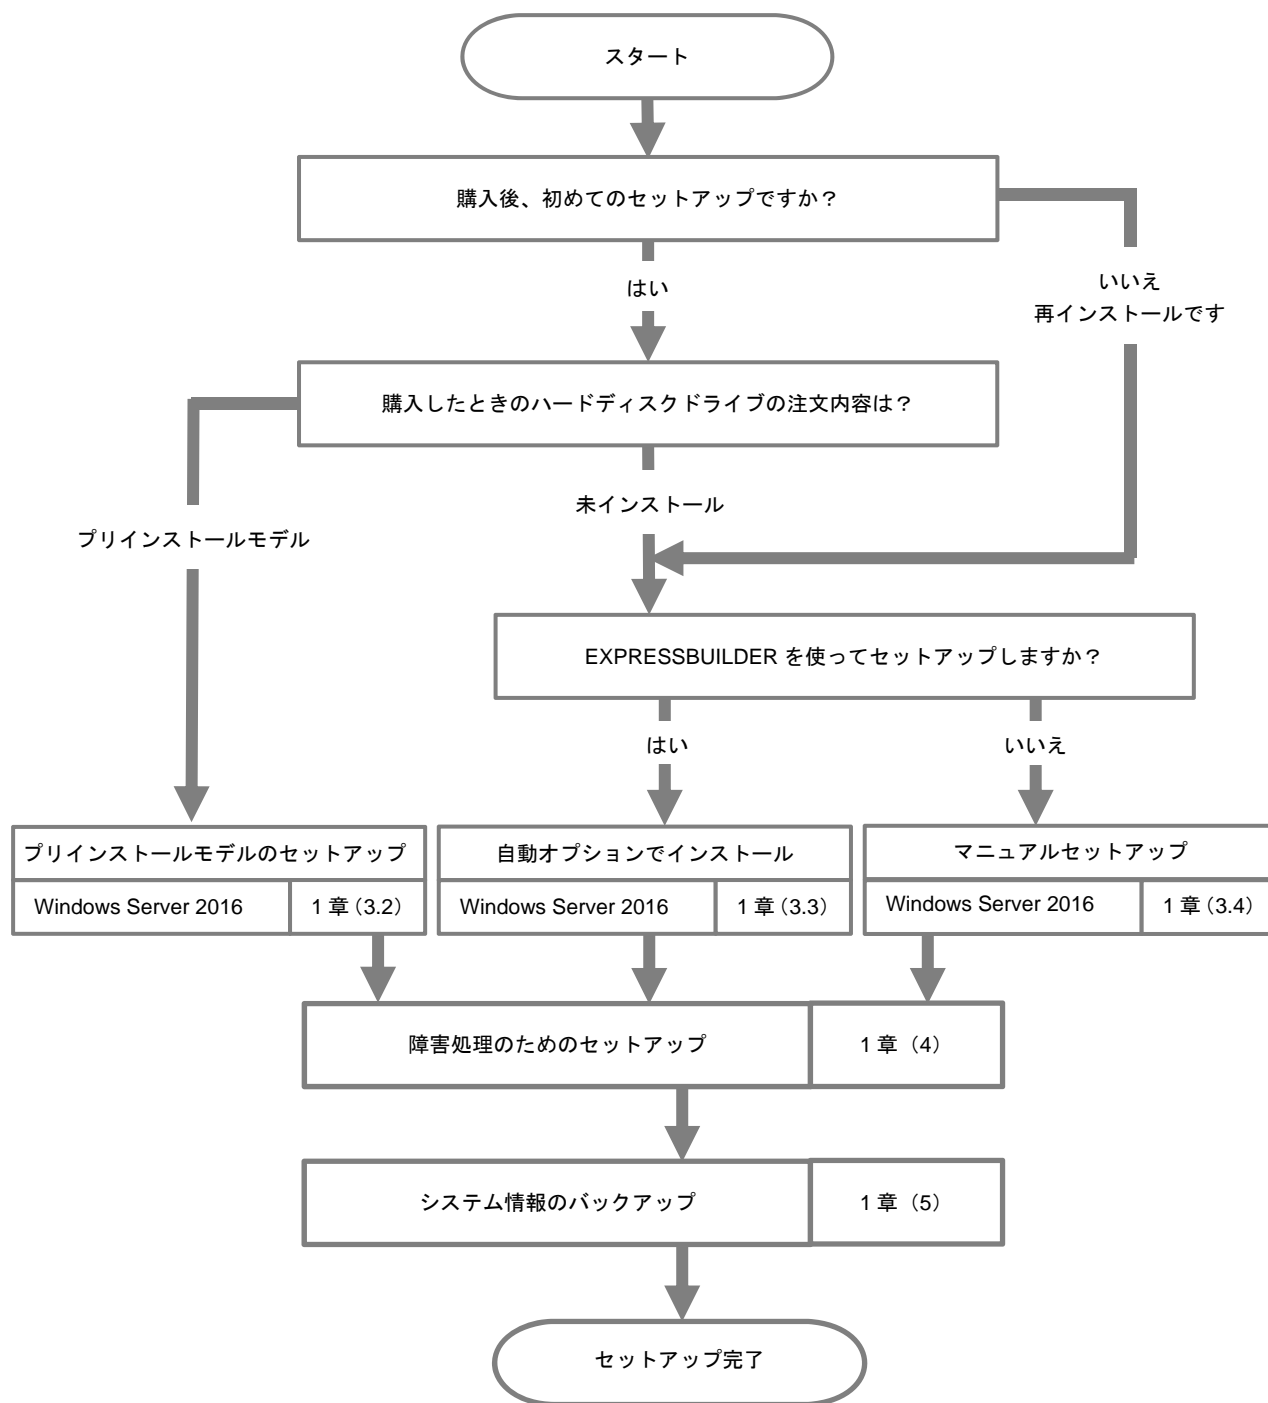 スタート
購入後、初めてのセットアップですか？
はい
いいえ
再インストールです
購入したときのハードディスクドライブの注文内容は？
未インストール
プリインストールモデル
EXPRESSBUILDER を使ってセットアップしますか？
はい
いいえ
プリインストールモデルのセットアップ
Windows Server 2016
1 章（3.2）
自動オプションでインストール
Windows Server 2016
1 章（3.3）
マニュアルセットアップ
Windows Server 2016
1 章（3.4）
障害処理のためのセットアップ
1 章（4）
システム情報のバックアップ
1 章（5）
セットアップ完了